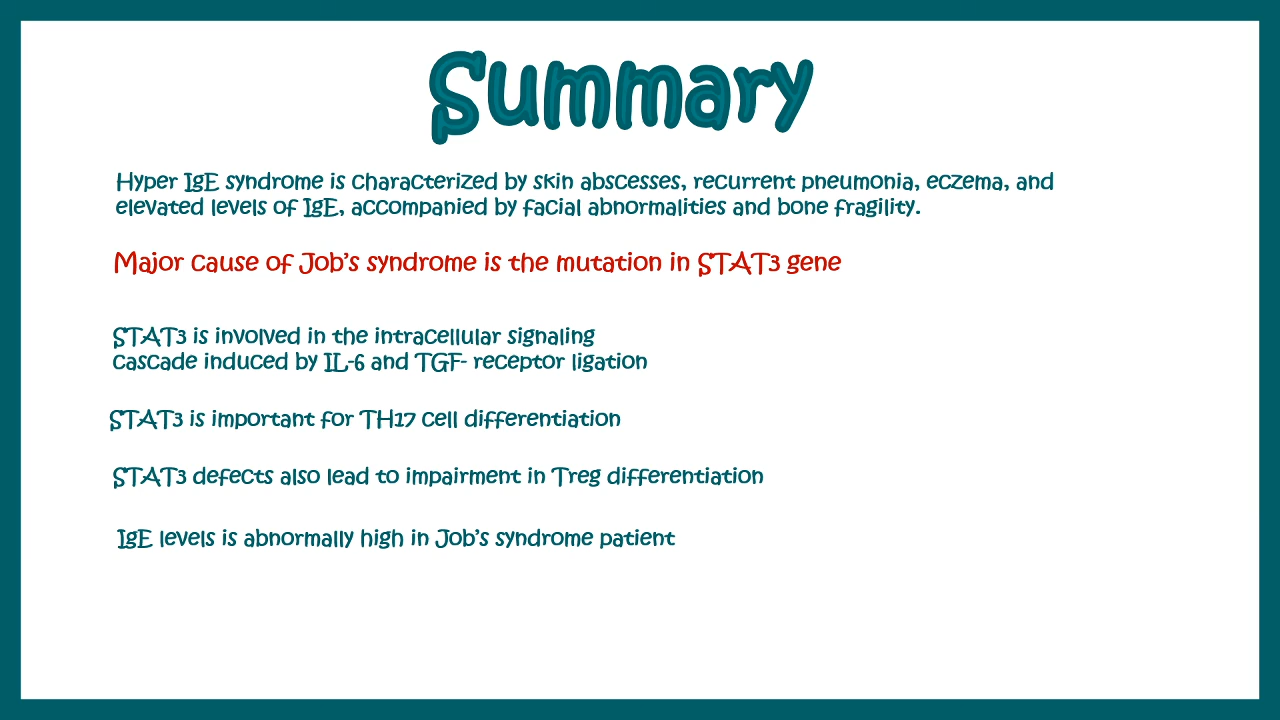 Summary
Hyper IgE syndrome is characterized by skin abscesses, recurrent pneumonia, eczema, and
elevated levels of IgE, accompanied by facial abnormalities and bone fragility.
Major cause of Job's syndrome is the mutation in STAT3 gene
STAT3 is involved in the intracellular signaling
cascade induced by IL-6 and TGF- receptor ligation
STAT3 is important for TH17 cell differentiation
STAT3 defects also lead to impairment in Treg differentiation
IgE levels is abnormally high in Job's syndrome patient